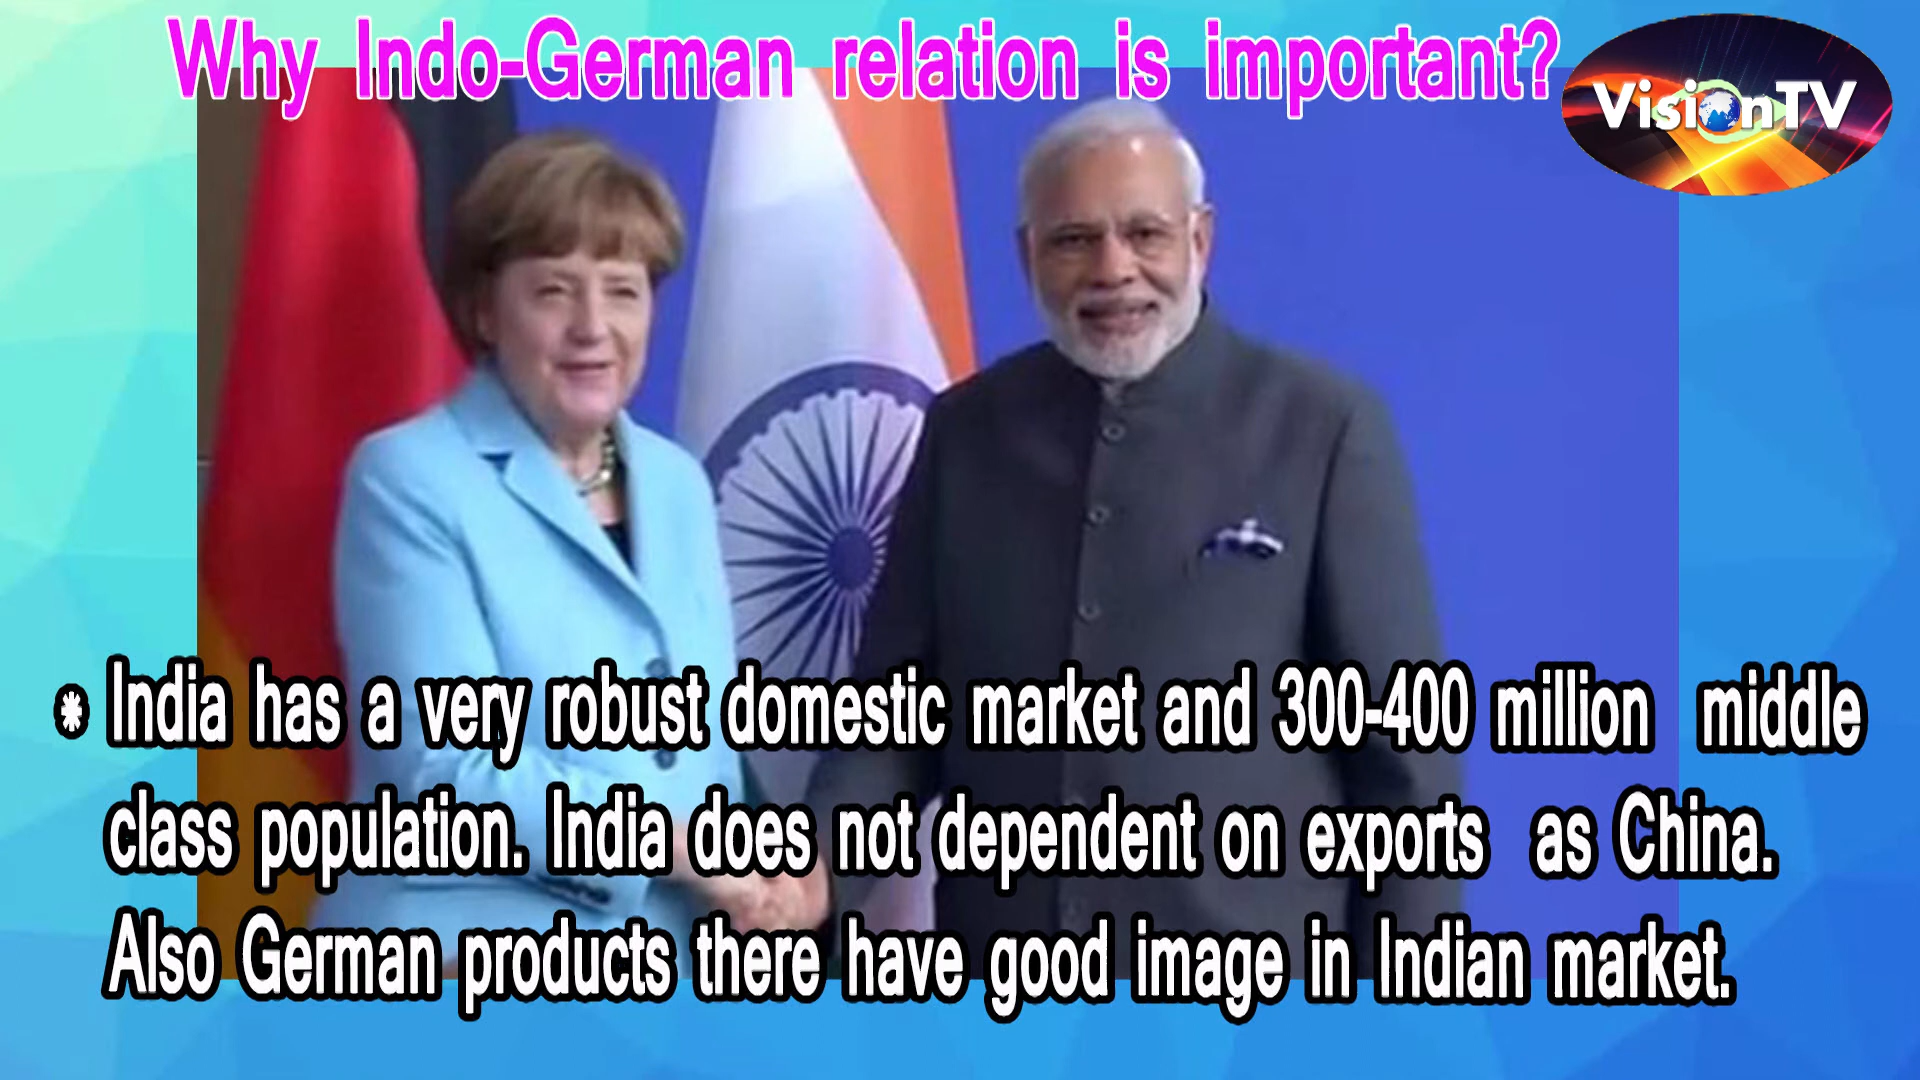 Why Indo-German relation is important?
VisionTV
* India has a very robust domestic market and 300-400 million middle
class population. India does not dependent on exports as China.
Also German products there have good image in Indian market.